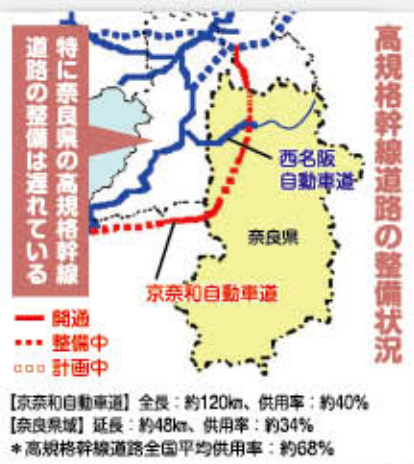 高規格幹線道路の整備状況
特に奈良県の高規格幹線
道路の整備は遅れている
西名阪
自動車道
奈良県
京奈和自動車道
開通
整備中
計画中
【京奈和自動車道】全長：約120km、供用率：約40%
【奈良県域】延長：約48km、供用率：約34%
＊高規格幹線道路全国平均供用率：約68%